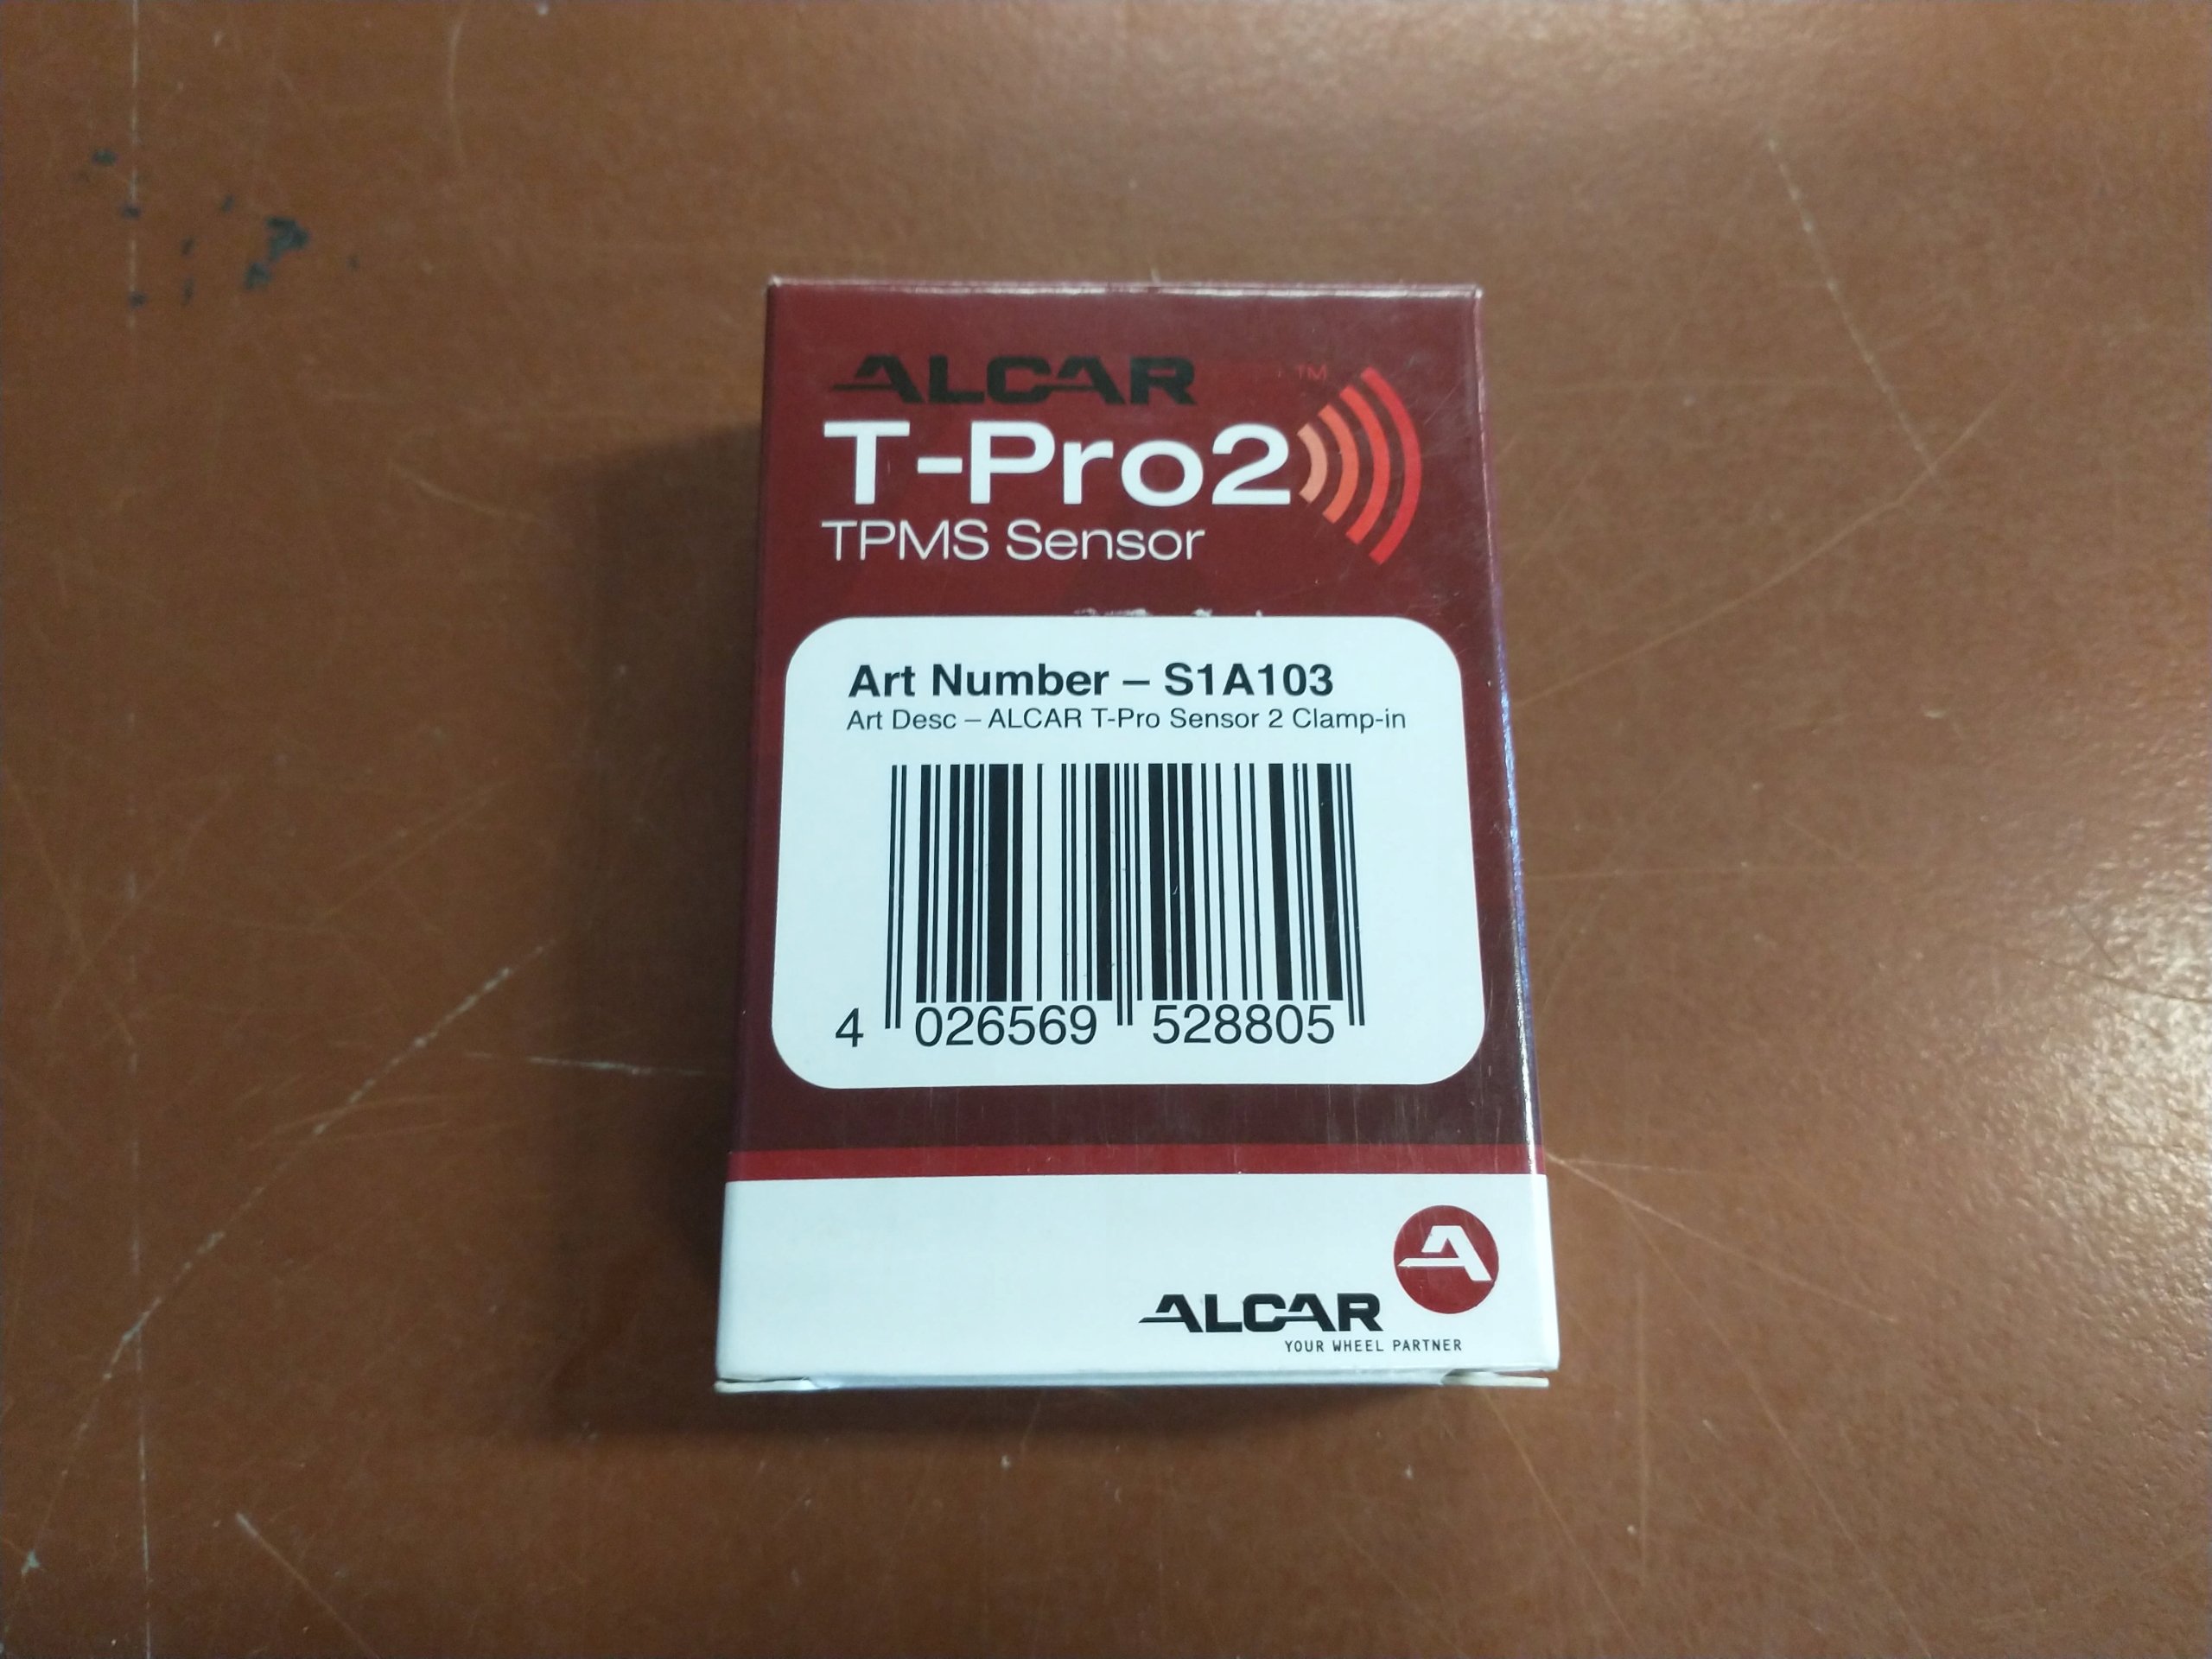 ALCAR ™
T-Pro2
TPMS Sensor
Art Number – S1A103
Art Desc – ALCAR T-Pro Sensor 2 Clamp-in
4 026569 528805
A
ALCAR
YOUR WHEEL PARTNER